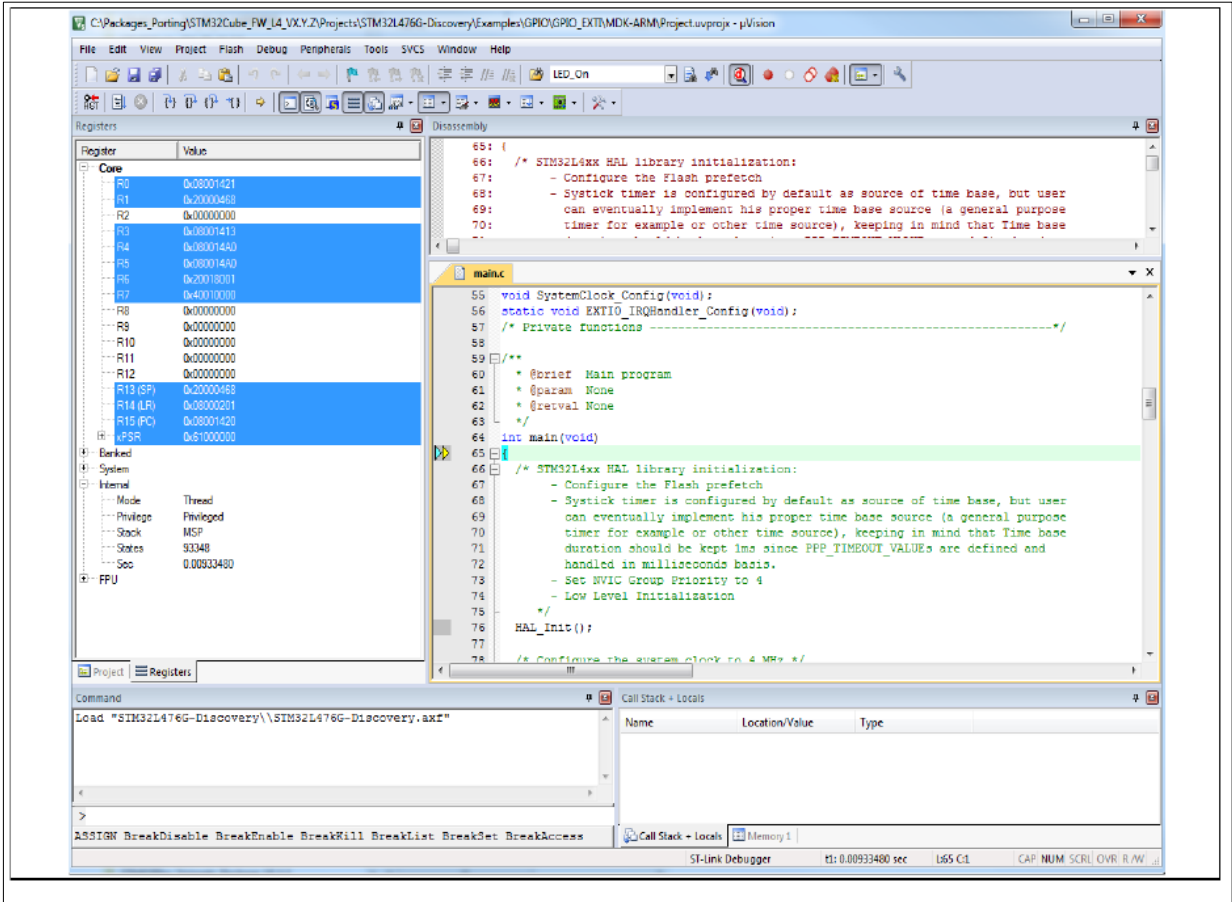 C:\Packages_Porting\STM32Cube_FW_L4_VX.Y.Z\Projects\STM32L476G-Discovery\Examples\GPIO\GPIO_EXTI\MDK-ARM\Project.uvprojx - µVision
File Edit View Project Flash Debug Peripherals Tools SVCS Window Help
LED_On
RST
Registers
Register Value
Core
R0 0x08001421
R1 0x20000468
R2 0x00000000
R3 0x08001413
R4 0x080014A0
R5 0x080014A0
R6 0x20018001
R7 0x40010000
R8 0x00000000
R9 0x00000000
R10 0x00000000
R11 0x00000000
R12 0x00000000
R13 (SP) 0x20000468
R14 (LR) 0x08000201
R15 (PC) 0x08001420
xPSR 0x61000000
Banked
System
Internal
Mode Thread
Privilege Privileged
Stack MSP
States 93348
Sec 0.00933480
FPU
Project Registers
Disassembly
65: {
66: /* STM32L4xx HAL library initialization:
67: - Configure the Flash prefetch
68: - Systick timer is configured by default as source of time base, but user
69: can eventually implement his proper time base source (a general purpose
70: timer for example or other time source), keeping in mind that Time base
main.c
55 void SystemClock_Config(void);
56 static void EXTI0_IRQHandler_Config(void);
57 /* Private functions ---------------------------------------------------------*/
58
59 /**
60 * @brief Main program
61 * @param None
62 * @retval None
63 */
64 int main(void)
65 {
66 /* STM32L4xx HAL library initialization:
67 - Configure the Flash prefetch
68 - Systick timer is configured by default as source of time base, but user
69 can eventually implement his proper time base source (a general purpose
70 timer for example or other time source), keeping in mind that Time base
71 duration should be kept 1ms since PPP_TIMEOUT_VALUEs are defined and
72 handled in milliseconds basis.
73 - Set NVIC Group Priority to 4
74 - Low Level Initialization
75 */
76 HAL_Init();
77
78 /* Configure the system clock to 4 MHz */
Command
Load "STM32L476G-Discovery\\STM32L476G-Discovery.axf"
>
ASSIGN BreakDisable BreakEnable BreakKill BreakList BreakSet BreakAccess
Call Stack + Locals
Name Location/Value Type
Call Stack + Locals Memory 1
ST-Link Debugger t1: 0.00933480 sec L:65 C:1 CAP NUM SCRL OVR R/W